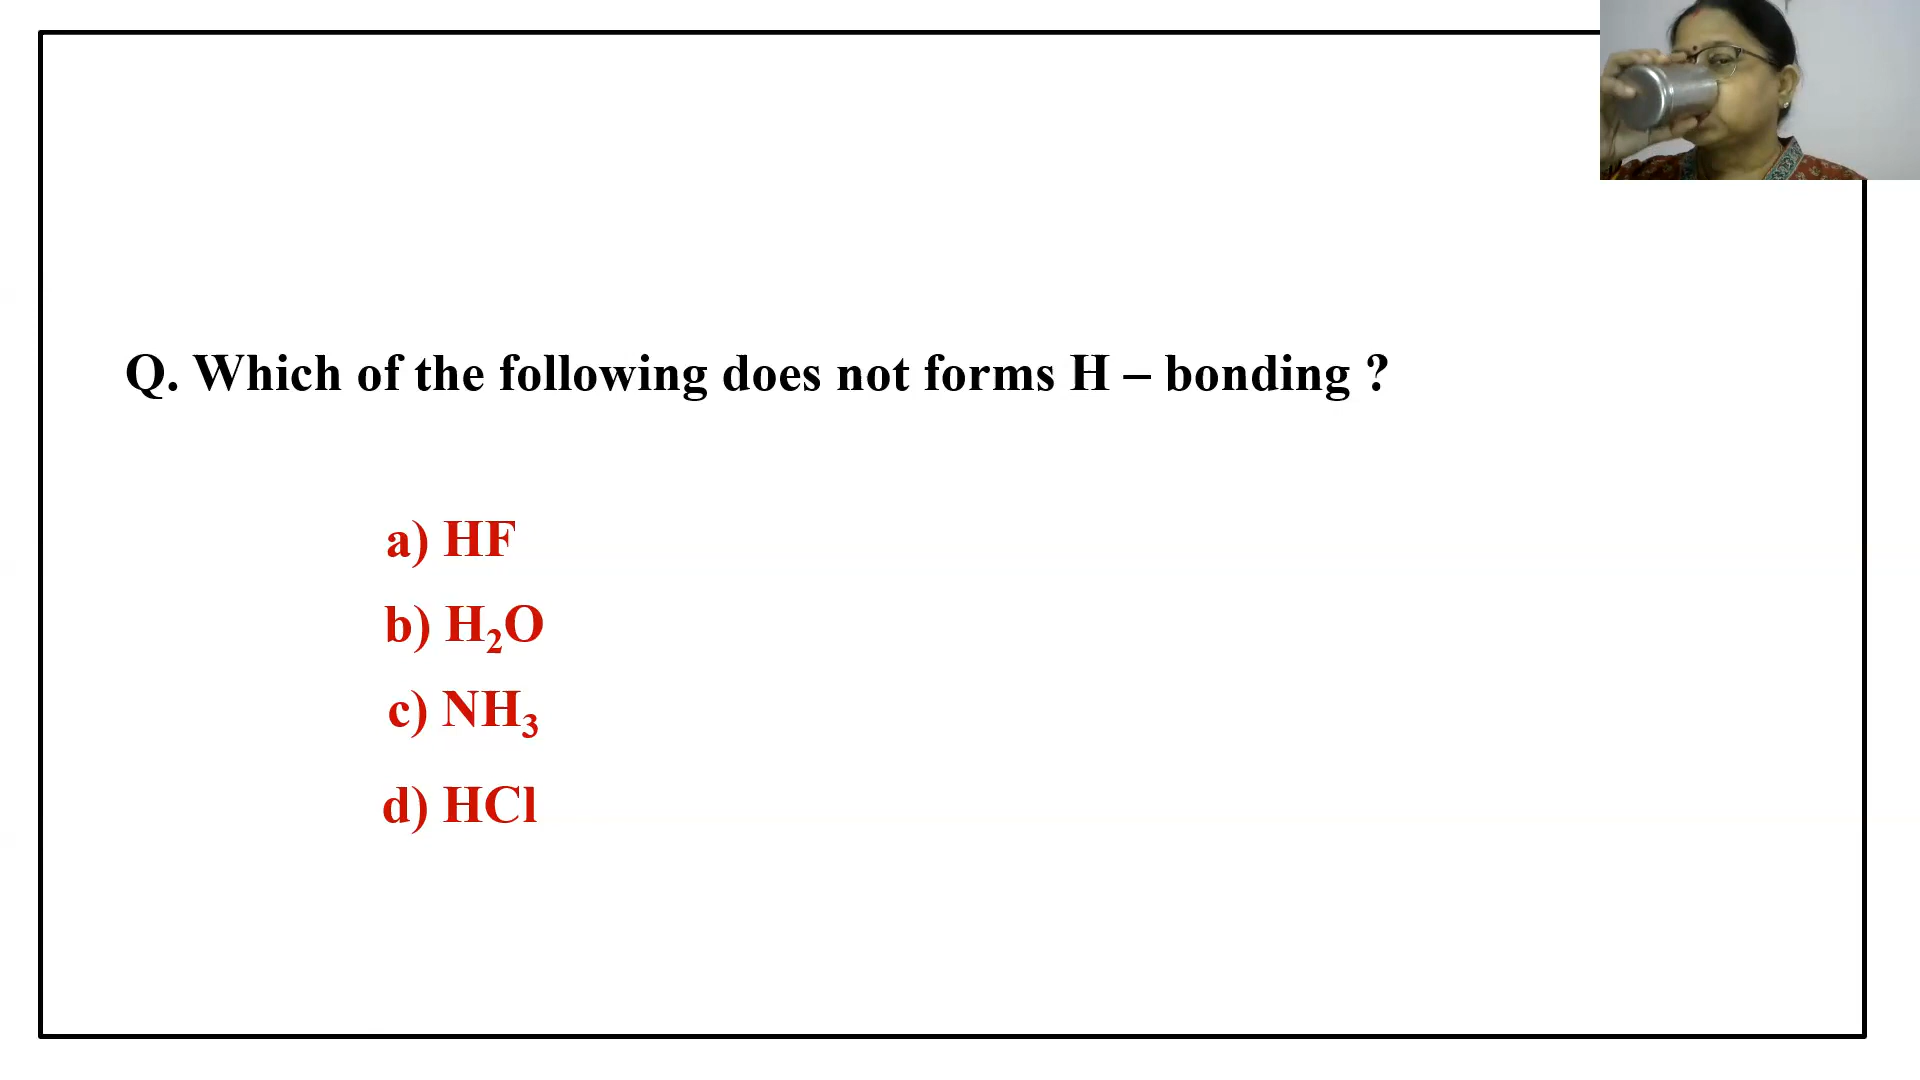 Q. Which of the following does not forms H – bonding ?
a) HF
b) H₂O
c) NH₃
d) HCl